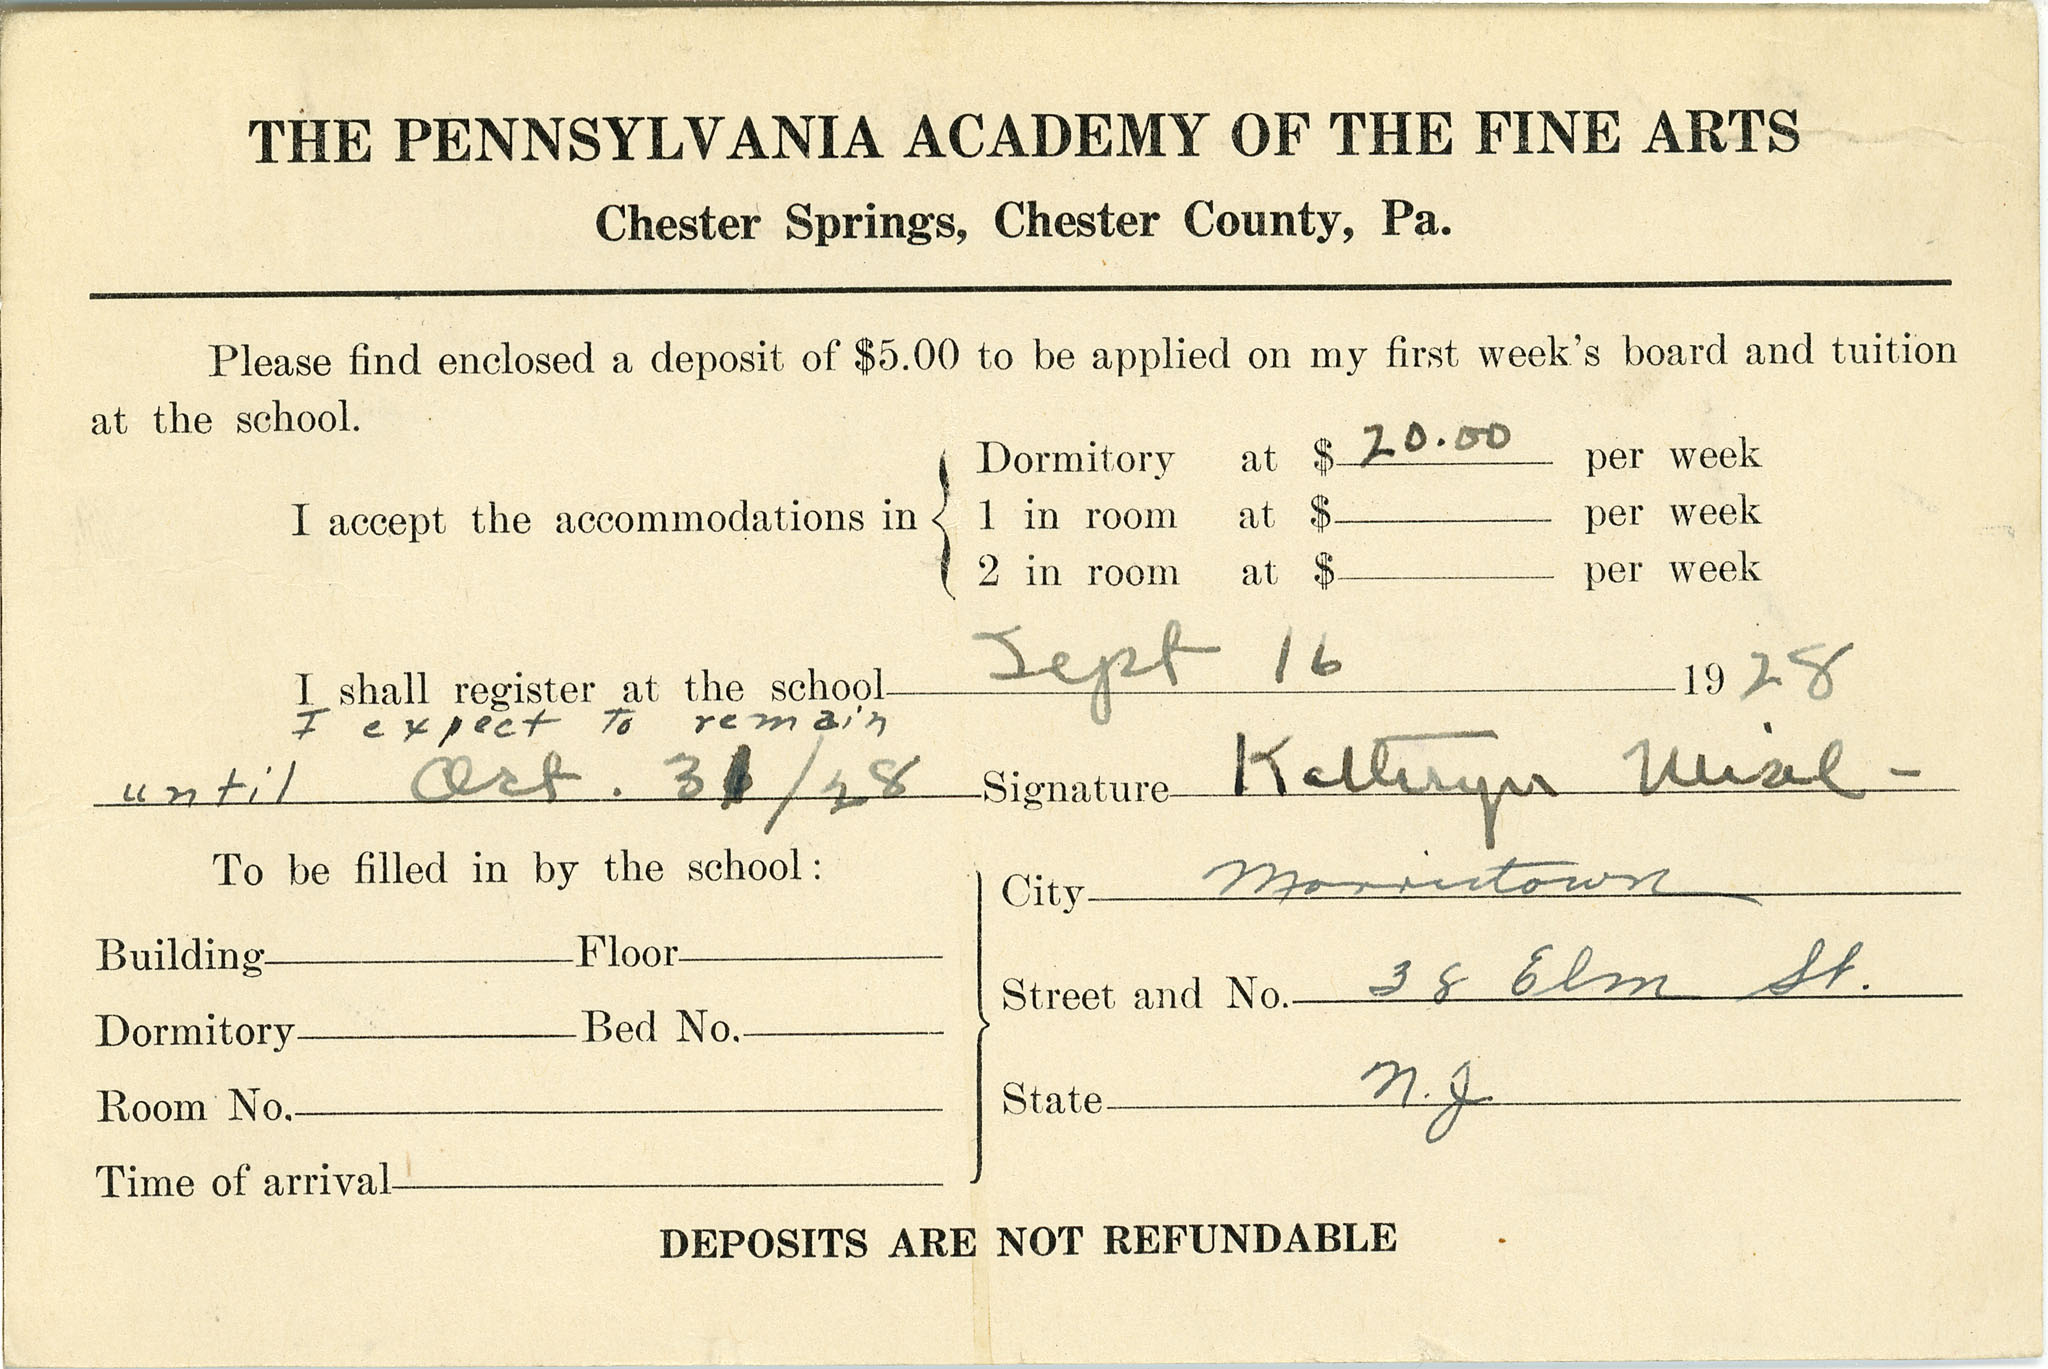 THE PENNSYLVANIA ACADEMY OF THE FINE ARTS
Chester Springs, Chester County, Pa.
Please find enclosed a deposit of $5.00 to be applied on my first week's board and tuition
at the school.
I accept the accommodations in
Dormitory at $ 20.00 per week
1 in room at $ per week
2 in room at $ per week
I shall register at the school Sept 16 1928
I expect to remain
until Oct. 31/28 Signature Kathryn
To be filled in by the school:
City Morristown
Building Floor
Street and No. 38 Elm St.
Dormitory Bed No.
Room No.
State N.J
Time of arrival
DEPOSITS ARE NOT REFUNDABLE